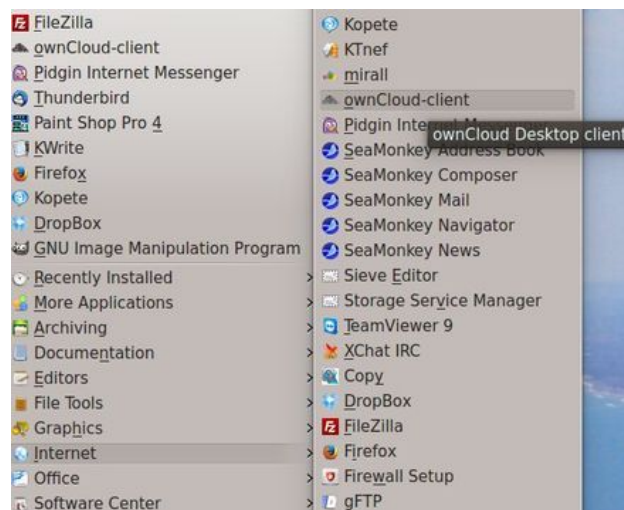 FileZilla
ownCloud-client
Pidgin Internet Messenger
Thunderbird
Paint Shop Pro 4
KWrite
Firefox
Kopete
DropBox
GNU Image Manipulation Program
Recently Installed
More Applications
Archiving
Documentation
Editors
File Tools
Graphics
Internet
Office
Software Center
Kopete
KTnef
mirall
ownCloud-client
Pidgin Internet Messenger
ownCloud Desktop client
SeaMonkey Address Book
SeaMonkey Composer
SeaMonkey Mail
SeaMonkey Navigator
SeaMonkey News
Sieve Editor
Storage Service Manager
TeamViewer 9
XChat IRC
Copy
DropBox
FileZilla
Firefox
Firewall Setup
gFTP